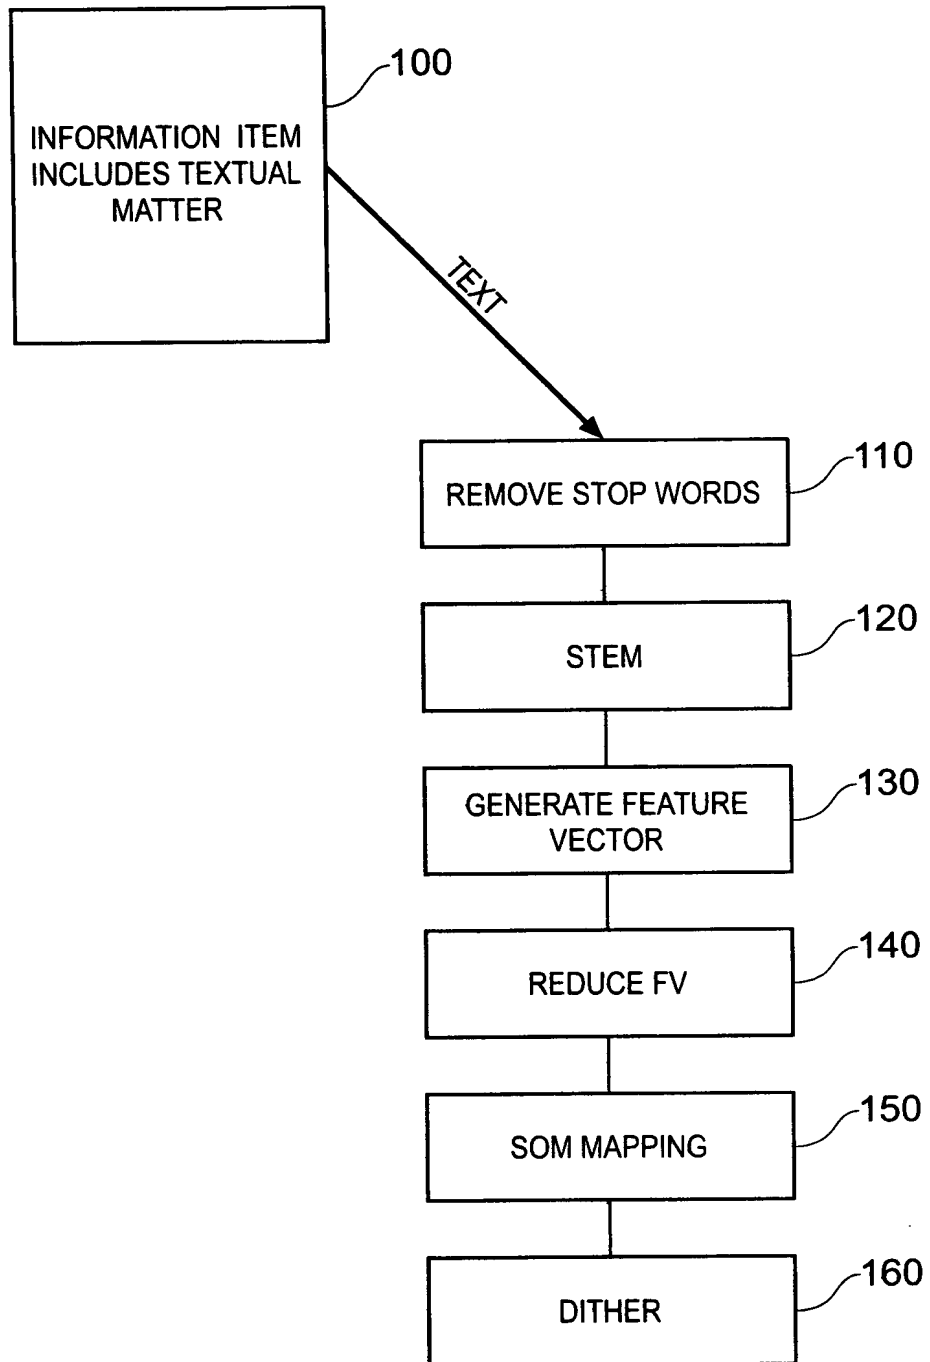 100
INFORMATION ITEM
INCLUDES TEXTUAL
MATTER
TEXT
110
REMOVE STOP WORDS
120
STEM
130
GENERATE FEATURE
VECTOR
140
REDUCE FV
150
SOM MAPPING
160
DITHER